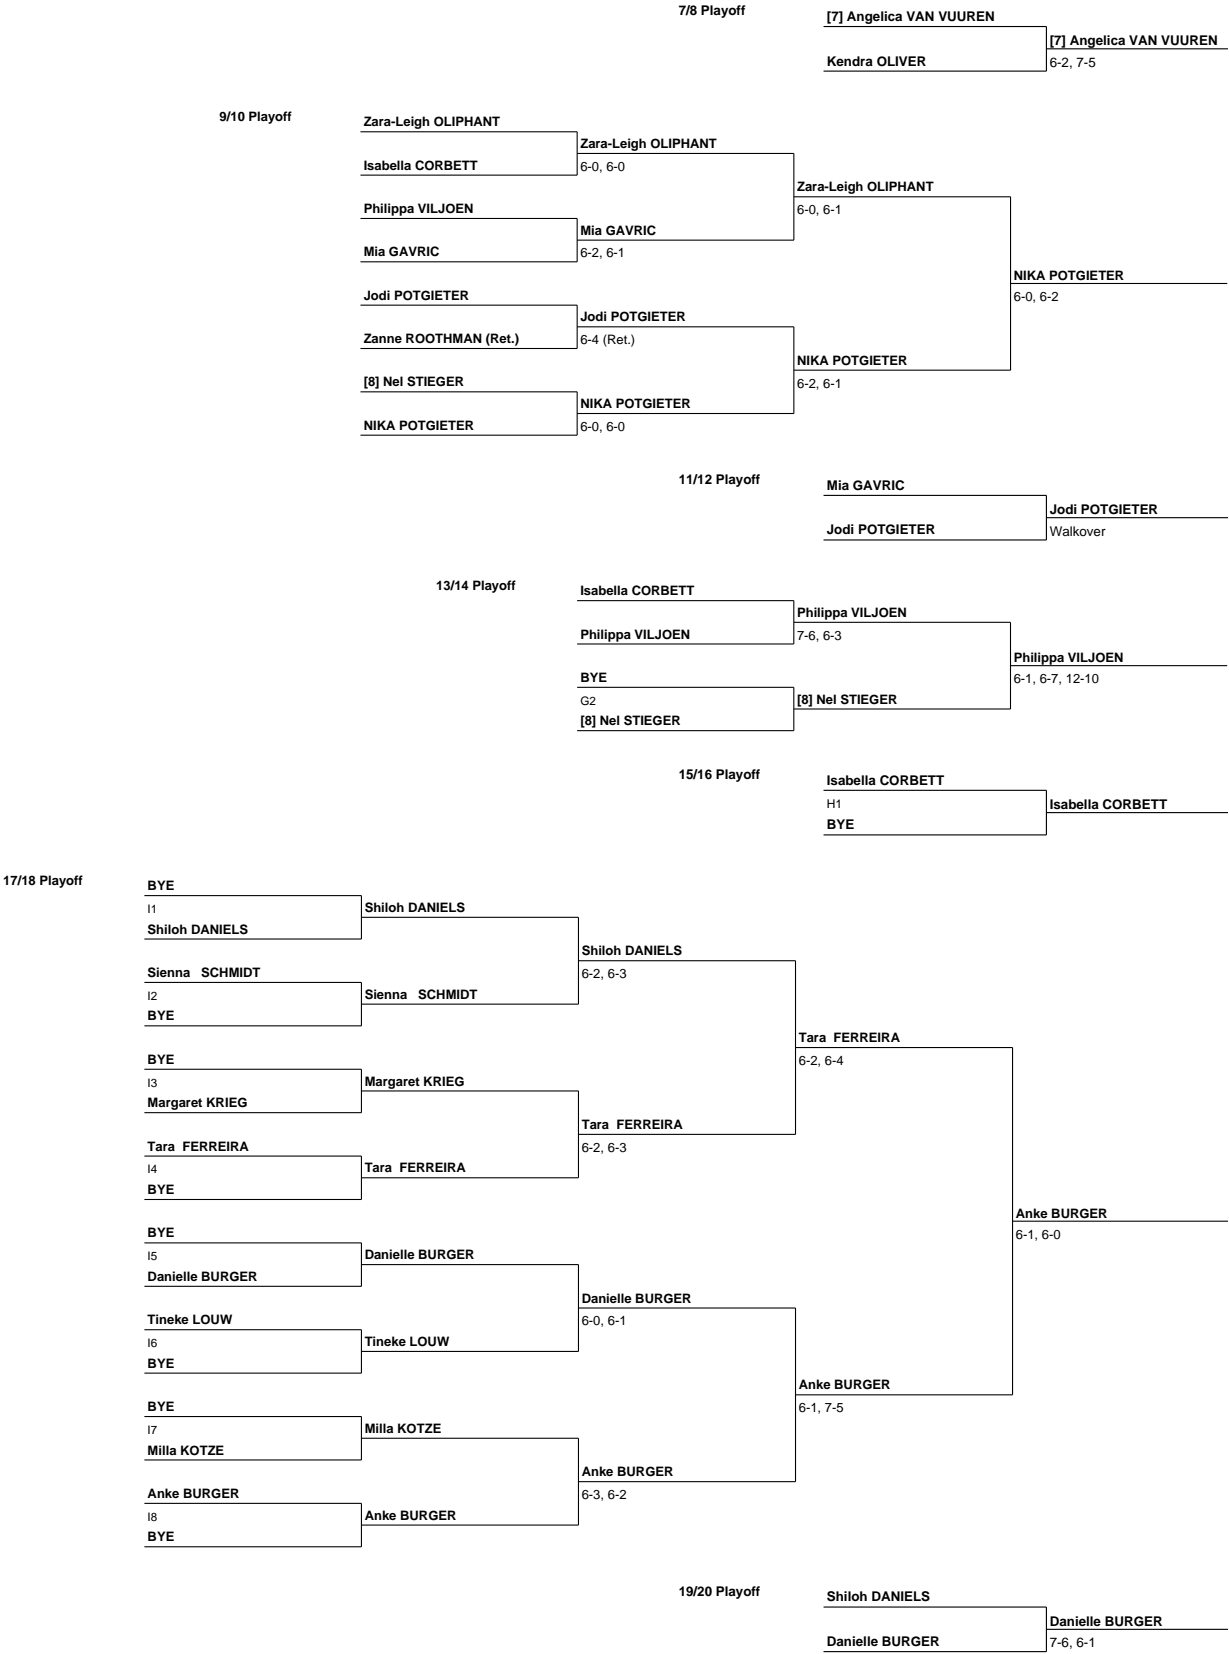 7/8 Playoff
[7] Angelica VAN VUUREN
[7] Angelica VAN VUUREN
Kendra OLIVER
6-2, 7-5
9/10 Playoff
Zara-Leigh OLIPHANT
Zara-Leigh OLIPHANT
Isabella CORBETT
6-0, 6-0
Zara-Leigh OLIPHANT
Philippa VILJOEN
6-0, 6-1
Mia GAVRIC
Mia GAVRIC
6-2, 6-1
NIKA POTGIETER
Jodi POTGIETER
6-0, 6-2
Jodi POTGIETER
Zanne ROOTHMAN (Ret.)
6-4 (Ret.)
NIKA POTGIETER
[8] Nel STIEGER
6-2, 6-1
NIKA POTGIETER
NIKA POTGIETER
6-0, 6-0
11/12 Playoff
Mia GAVRIC
Jodi POTGIETER
Jodi POTGIETER
Walkover
13/14 Playoff
Isabella CORBETT
Philippa VILJOEN
Philippa VILJOEN
7-6, 6-3
Philippa VILJOEN
BYE
6-1, 6-7, 12-10
G2
[8] Nel STIEGER
[8] Nel STIEGER
15/16 Playoff
Isabella CORBETT
H1
Isabella CORBETT
BYE
17/18 Playoff
BYE
I1
Shiloh DANIELS
Shiloh DANIELS
Shiloh DANIELS
Sienna SCHMIDT
6-2, 6-3
I2
Sienna SCHMIDT
BYE
Tara FERREIRA
BYE
6-2, 6-4
I3
Margaret KRIEG
Margaret KRIEG
Tara FERREIRA
Tara FERREIRA
6-2, 6-3
I4
Tara FERREIRA
BYE
Anke BURGER
BYE
6-1, 6-0
I5
Danielle BURGER
Danielle BURGER
Danielle BURGER
Tineke LOUW
6-0, 6-1
I6
Tineke LOUW
BYE
Anke BURGER
BYE
6-1, 7-5
I7
Milla KOTZE
Milla KOTZE
Anke BURGER
Anke BURGER
6-3, 6-2
I8
Anke BURGER
BYE
19/20 Playoff
Shiloh DANIELS
Danielle BURGER
Danielle BURGER
7-6, 6-1